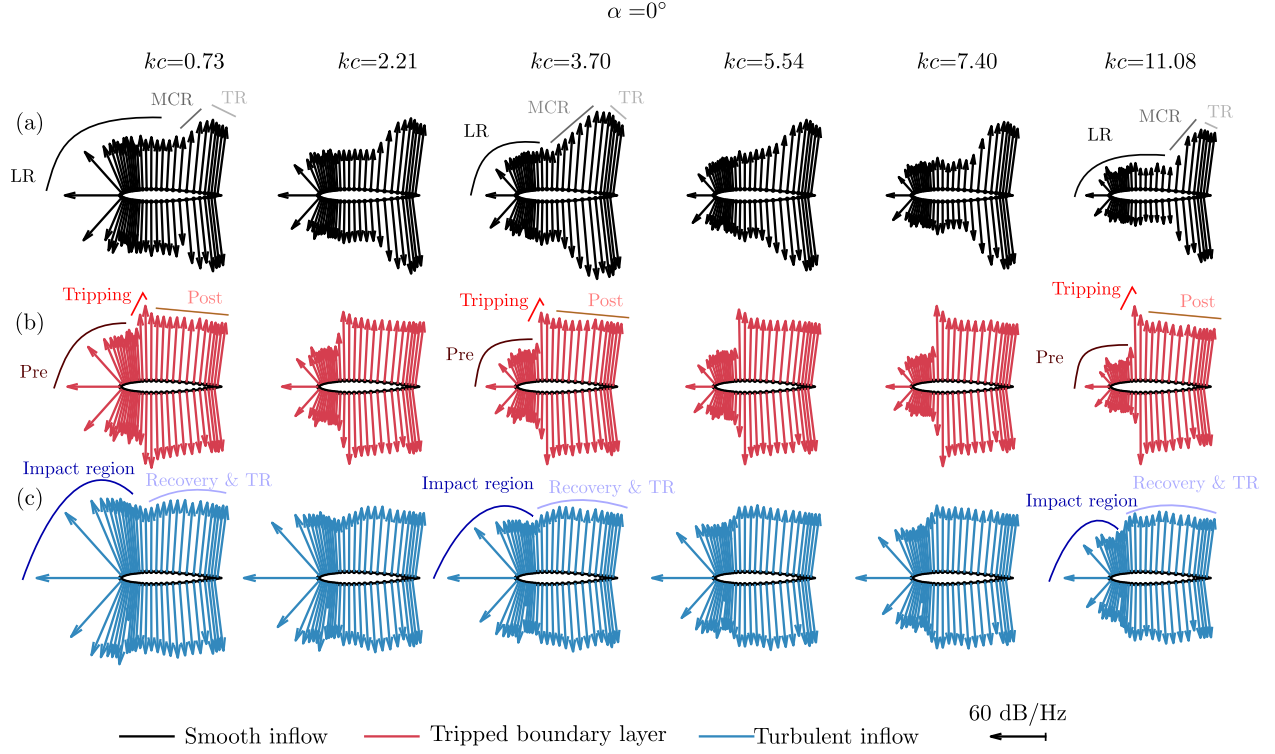 α =0°
kc=0.73 kc=2.21 kc=3.70 kc=5.54 kc=7.40 kc=11.08
(a) LR MCR TR LR MCR TR LR MCR TR
(b) Pre Tripping Post Pre Tripping Post Pre Tripping Post
(c) Impact region Recovery & TR Impact region Recovery & TR Impact region Recovery & TR
60 dB/Hz
Smooth inflow Tripped boundary layer Turbulent inflow